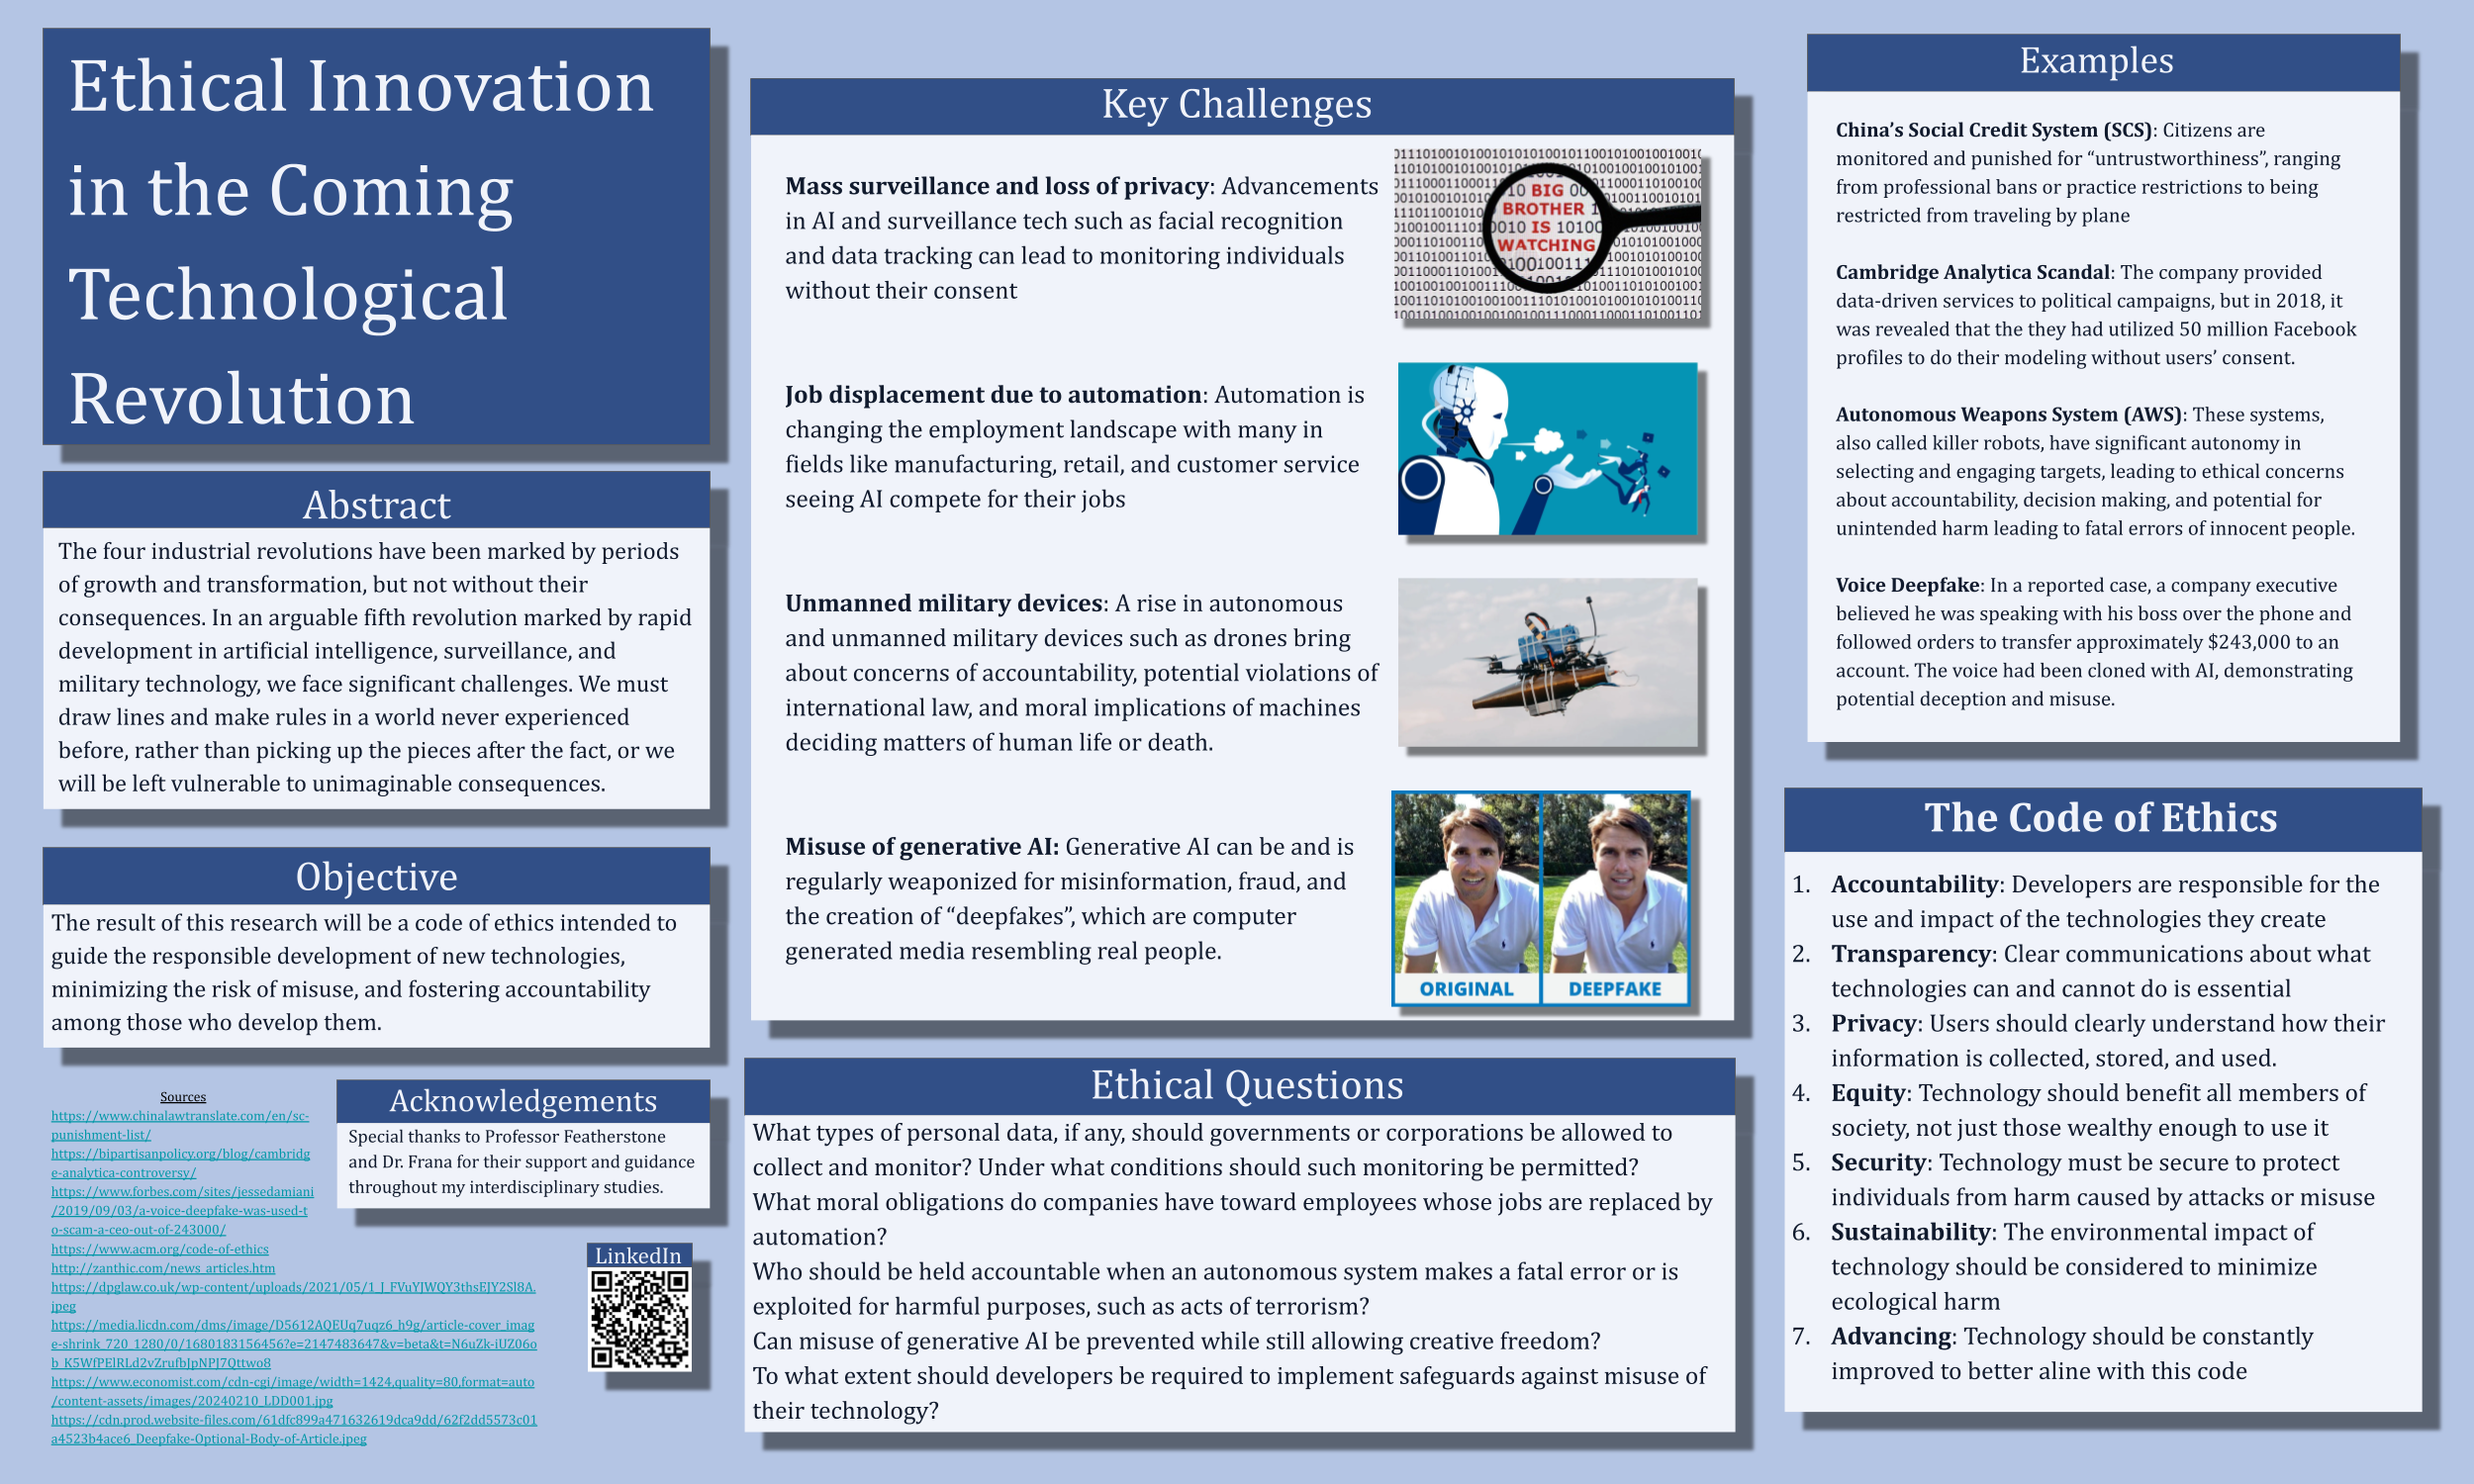 Ethical Innovation
in the Coming
Technological
Revolution
Abstract
The four industrial revolutions have been marked by periods
of growth and transformation, but not without their
consequences. In an arguable fifth revolution marked by rapid
development in artificial intelligence, surveillance, and
military technology, we face significant challenges. We must
draw lines and make rules in a world never experienced
before, rather than picking up the pieces after the fact, or we
will be left vulnerable to unimaginable consequences.
Objective
The result of this research will be a code of ethics intended to
guide the responsible development of new technologies,
minimizing the risk of misuse, and fostering accountability
among those who develop them.
Sources
https://www.chinalawtranslate.com/en/sc-
punishment-list/
https://bipartisanpolicy.org/blog/cambridg
e-analytica-controversy/
https://www.forbes.com/sites/jessedamiani
/2019/09/03/a-voice-deepfake-was-used-t
o-scam-a-ceo-out-of-243000/
https://www.acm.org/code-of-ethics
http://zanthic.com/news_articles.htm
https://dpglaw.co.uk/wp-content/uploads/2021/05/1_J_FVuYJWQY3thsEJY2Sl8A.
jpeg
https://media.licdn.com/dms/image/D5612AQEUq7uqz6_h9g/article-cover_imag
e-shrink_720_1280/0/1680183156456?e=2147483647&v=beta&t=N6uZk-iUZ06o
b_K5WfPElRLd2vZrufbJpNPJ7Qttwo8
https://www.economist.com/cdn-cgi/image/width=1424,quality=80,format=auto
/content-assets/images/20240210_LDD001.jpg
https://cdn.prod.website-files.com/61dfc899a471632619dca9dd/62f2dd5573c01
a4523b4ace6_Deepfake-Optional-Body-of-Article.jpeg
Acknowledgements
Special thanks to Professor Featherstone
and Dr. Frana for their support and guidance
throughout my interdisciplinary studies.
LinkedIn
Key Challenges
Mass surveillance and loss of privacy: Advancements
in AI and surveillance tech such as facial recognition
and data tracking can lead to monitoring individuals
without their consent
BIG
BROTHER
IS
WATCHING
Job displacement due to automation: Automation is
changing the employment landscape with many in
fields like manufacturing, retail, and customer service
seeing AI compete for their jobs
Unmanned military devices: A rise in autonomous
and unmanned military devices such as drones bring
about concerns of accountability, potential violations of
international law, and moral implications of machines
deciding matters of human life or death.
Misuse of generative AI: Generative AI can be and is
regularly weaponized for misinformation, fraud, and
the creation of “deepfakes”, which are computer
generated media resembling real people.
ORIGINAL DEEPFAKE
Ethical Questions
What types of personal data, if any, should governments or corporations be allowed to
collect and monitor? Under what conditions should such monitoring be permitted?
What moral obligations do companies have toward employees whose jobs are replaced by
automation?
Who should be held accountable when an autonomous system makes a fatal error or is
exploited for harmful purposes, such as acts of terrorism?
Can misuse of generative AI be prevented while still allowing creative freedom?
To what extent should developers be required to implement safeguards against misuse of
their technology?
Examples
China’s Social Credit System (SCS): Citizens are
monitored and punished for “untrustworthiness”, ranging
from professional bans or practice restrictions to being
restricted from traveling by plane
Cambridge Analytica Scandal: The company provided
data-driven services to political campaigns, but in 2018, it
was revealed that the they had utilized 50 million Facebook
profiles to do their modeling without users’ consent.
Autonomous Weapons System (AWS): These systems,
also called killer robots, have significant autonomy in
selecting and engaging targets, leading to ethical concerns
about accountability, decision making, and potential for
unintended harm leading to fatal errors of innocent people.
Voice Deepfake: In a reported case, a company executive
believed he was speaking with his boss over the phone and
followed orders to transfer approximately $243,000 to an
account. The voice had been cloned with AI, demonstrating
potential deception and misuse.
The Code of Ethics
1. Accountability: Developers are responsible for the
use and impact of the technologies they create
2. Transparency: Clear communications about what
technologies can and cannot do is essential
3. Privacy: Users should clearly understand how their
information is collected, stored, and used.
4. Equity: Technology should benefit all members of
society, not just those wealthy enough to use it
5. Security: Technology must be secure to protect
individuals from harm caused by attacks or misuse
6. Sustainability: The environmental impact of
technology should be considered to minimize
ecological harm
7. Advancing: Technology should be constantly
improved to better aline with this code